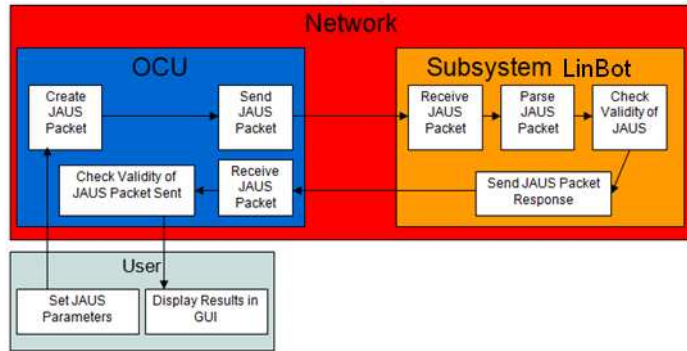 Network
OCU
Subsystem LinBot
Create
JAUS
Packet
Send
JAUS
Packet
Receive
JAUS
Packet
Parse
JAUS
Packet
Check
Validity of
JAUS
Check Validity of
JAUS Packet Sent
Receive
JAUS
Packet
Send JAUS Packet
Response
User
Set JAUS
Parameters
Display Results in
GUI